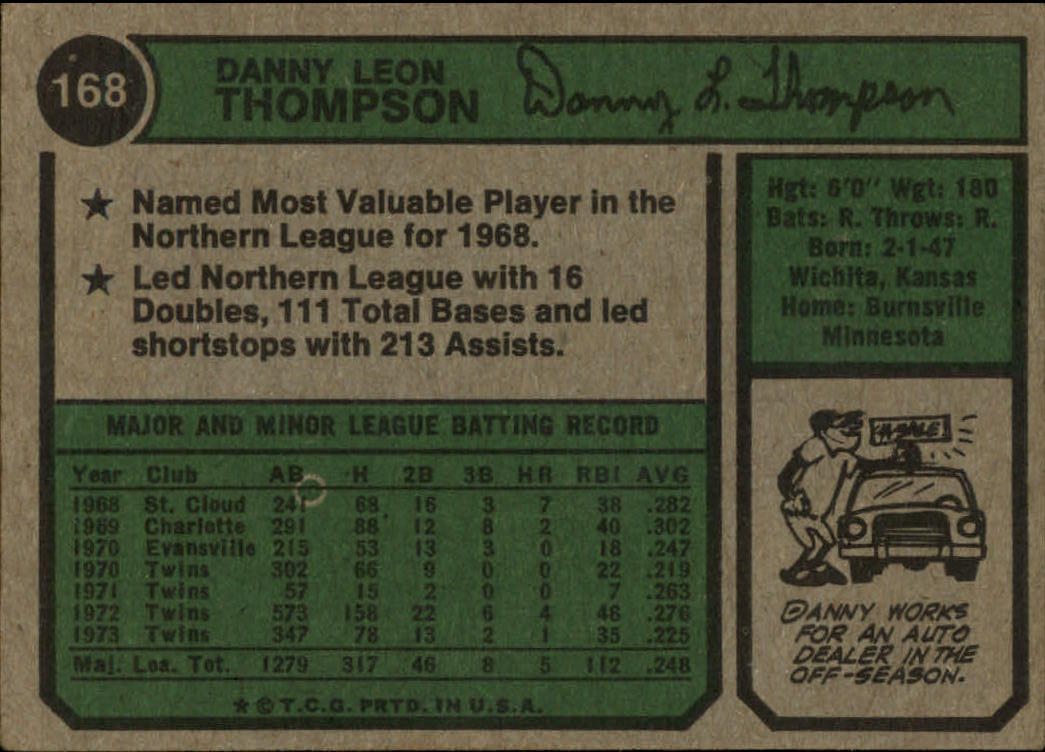 168
DANNY LEON
THOMPSON
Danny L. Thompson
★ Named Most Valuable Player in the
Northern League for 1968.
★ Led Northern League with 16
Doubles, 111 Total Bases and led
shortstops with 213 Assists.
Hgt: 6'0" Wgt: 180
Bats: R. Throws: R.
Born: 2-1-47
Wichita, Kansas
Home: Burnsville
Minnesota
MAJOR AND MINOR LEAGUE BATTING RECORD
Year Club AB H 2B 3B HR RBI AVG
1968 St. Cloud 241 68 16 3 7 38 .282
1969 Charlotte 291 88 12 8 2 40 .302
1970 Evansville 215 53 13 3 0 18 .247
1970 Twins 302 66 9 0 0 22 .219
1971 Twins 57 15 2 0 0 7 .263
1972 Twins 573 158 22 6 4 48 .276
1973 Twins 347 78 13 2 1 35 .225
Maj. Lea. Tot. 1279 317 46 8 5 112 .248
★ © T.C.G. PRTD. IN U.S.A.
DANNY WORKS
FOR AN AUTO
DEALER IN THE
OFF-SEASON.